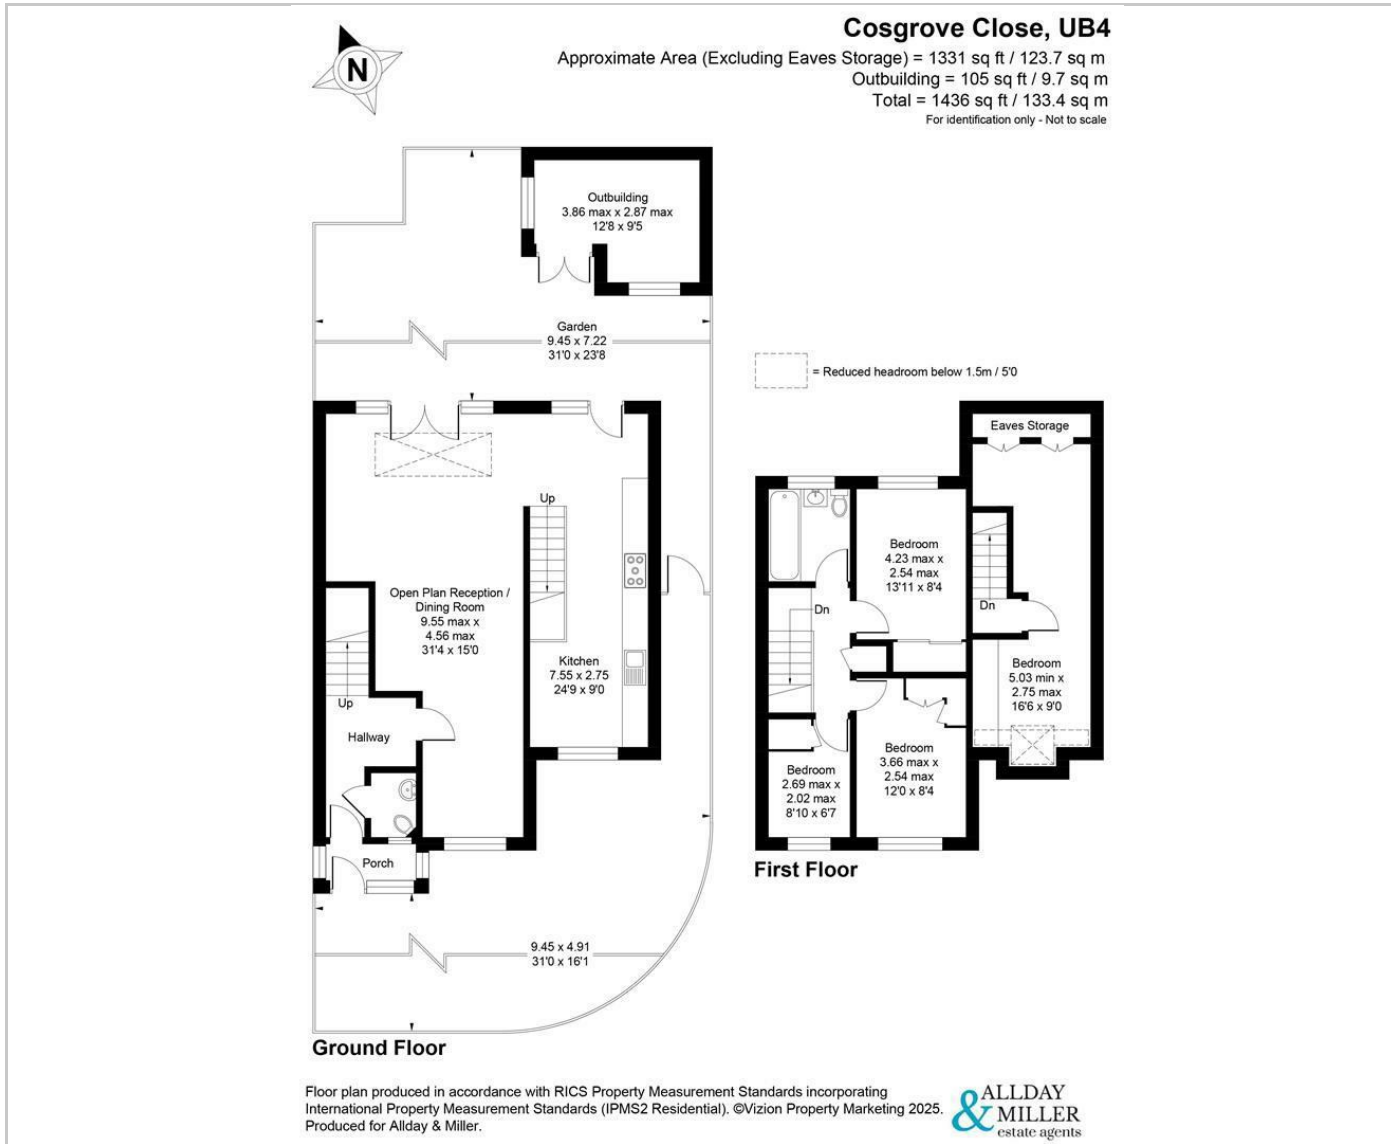 Cosgrove Close, UB4
Approximate Area (Excluding Eaves Storage) = 1331 sq ft / 123.7 sq m
Outbuilding = 105 sq ft / 9.7 sq m
Total = 1436 sq ft / 133.4 sq m
For identification only - Not to scale
N
Outbuilding
3.86 max x 2.87 max
12'8 x 9'5
Garden
9.45 x 7.22
31'0 x 23'8
= Reduced headroom below 1.5m / 5'0
Up
Open Plan Reception /
Dining Room
9.55 max x
4.56 max
31'4 x 15'0
Kitchen
7.55 x 2.75
24'9 x 9'0
Up
Hallway
Porch
9.45 x 4.91
31'0 x 16'1
Ground Floor
Eaves Storage
Bedroom
4.23 max x
2.54 max
13'11 x 8'4
Dn
Dn
Bedroom
5.03 min x
2.75 max
16'6 x 9'0
Bedroom
3.66 max x
2.54 max
12'0 x 8'4
Bedroom
2.69 max x
2.02 max
8'10 x 6'7
First Floor
Floor plan produced in accordance with RICS Property Measurement Standards incorporating
International Property Measurement Standards (IPMS2 Residential). ©Vizion Property Marketing 2025.
Produced for Allday & Miller.
ALLDAY
& MILLER
estate agents